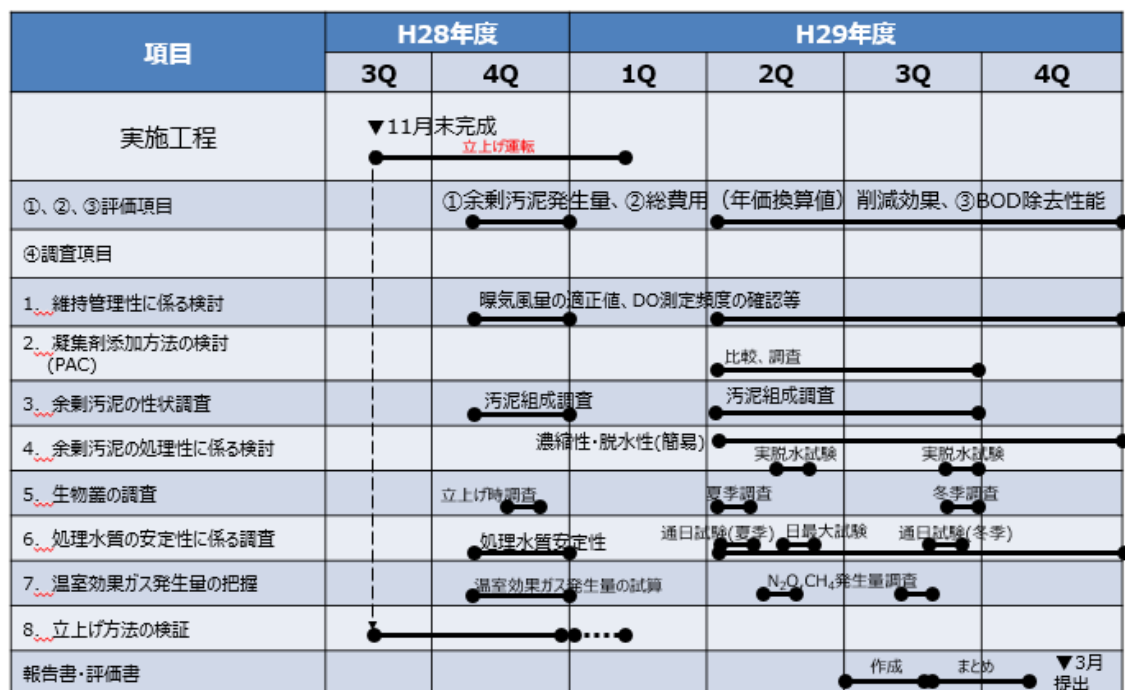 項目
H28年度
H29年度
3Q
4Q
1Q
2Q
3Q
4Q
実施工程
▼11月末完成
立上げ運転
①、②、③評価項目
①余剰汚泥発生量、②総費用（年価換算値）削減効果、③BOD除去性能
④調査項目
1. 維持管理性に係る検討
曝気風量の適正値、DO測定頻度の確認等
2. 凝集剤添加方法の検討
(PAC)
比較、調査
3. 余剰汚泥の性状調査
汚泥組成調査
汚泥組成調査
4. 余剰汚泥の処理性に係る検討
濃縮性・脱水性(簡易)
実脱水試験
実脱水試験
5. 生物叢の調査
立上げ時調査
夏季調査
冬季調査
6. 処理水質の安定性に係る調査
処理水質安定性
通日試験(夏季)
日最大試験
通日試験(冬季)
7. 温室効果ガス発生量の把握
温室効果ガス発生量の試算
N₂O,CH₄発生量調査
8. 立上げ方法の検証
報告書・評価書
作成
まとめ
▼3月
提出